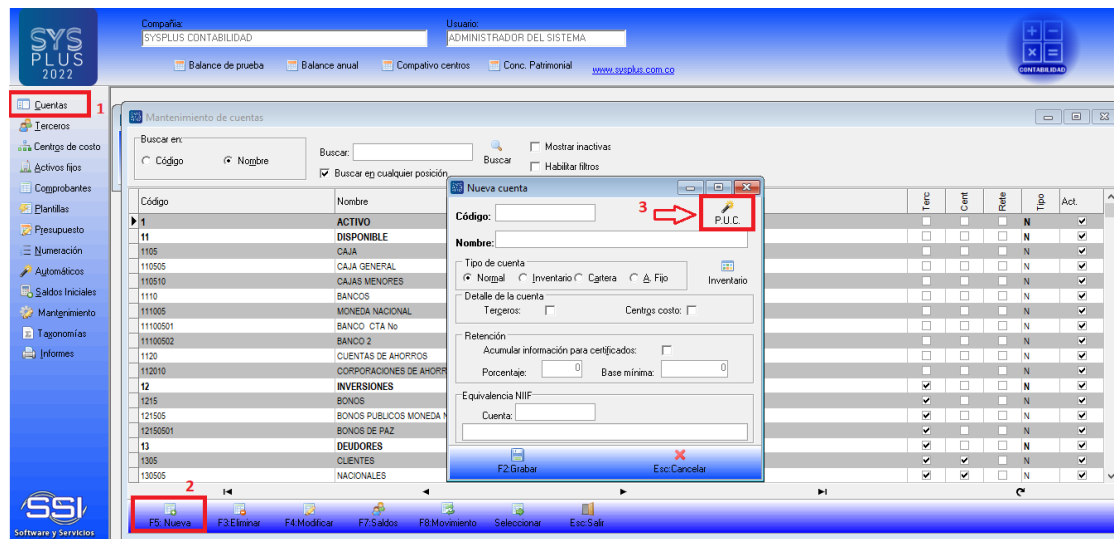 SYS
PLUS
2022
Compañia:
SYSPLUS CONTABILIDAD
Usuario:
ADMINISTRADOR DEL SISTEMA
Balance de prueba
Balance anual
Compativo centros
Conc. Patrimonial
www.sysplus.com.co
CONTABILIDAD
Cuentas
1
Terceros
Centros de costo
Activos fijos
Comprobantes
Plantillas
Presupuesto
Numeración
Automáticos
Saldos Iniciales
Mantenimiento
Taxonomías
Informes
SSI
Software y Servicios
Mantenimiento de cuentas
Buscar en:
Código
Nombre
Buscar:
Buscar en cualquier posición
Buscar
Mostrar inactivas
Habilitar filtros
Código Nombre Terc Cent Rete Tipo Act.
1 ACTIVO N
11 DISPONIBLE N
1105 CAJA N
110505 CAJA GENERAL N
110510 CAJAS MENORES N
1110 BANCOS N
111005 MONEDA NACIONAL N
11100501 BANCO CTA No N
11100502 BANCO 2 N
1120 CUENTAS DE AHORROS N
112010 CORPORACIONES DE AHORR N
12 INVERSIONES N
1215 BONOS N
121505 BONOS PUBLICOS MONEDA N N
12150501 BONOS DE PAZ N
13 DEUDORES N
1305 CLIENTES N
130505 NACIONALES N
Nueva cuenta
Código:
3
P.U.C.
Nombre:
Tipo de cuenta
Normal
Inventario
Cartera
A. Fijo
Inventario
Detalle de la cuenta
Terceros:
Centros costo:
Retención
Acumular información para certificados:
Porcentaje: 0
Base mínima: 0
Equivalencia NIIF
Cuenta:
F2:Grabar
Esc:Cancelar
2
F5: Nueva
F3:Eliminar
F4:Modificar
F7:Saldos
F8:Movimiento
Seleccionar
Esc:Salir